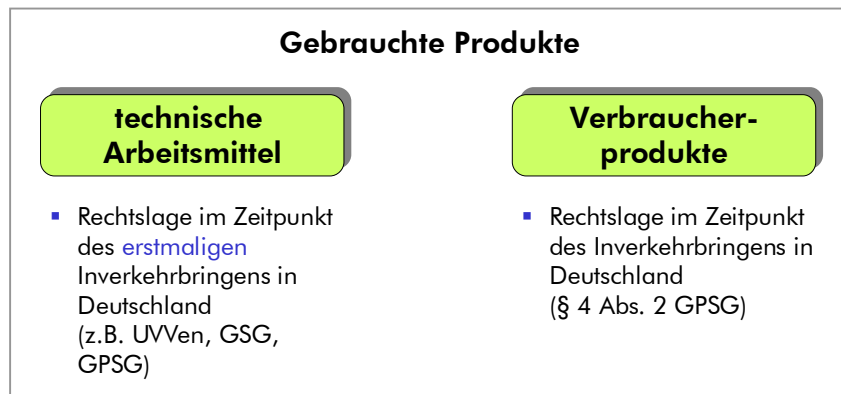 Gebrauchte Produkte
technische
Arbeitsmittel
▪ Rechtslage im Zeitpunkt
des erstmaligen
Inverkehrbringens in
Deutschland
(z.B. UVVen, GSG,
GPSG)
Verbraucher-
produkte
▪ Rechtslage im Zeitpunkt
des Inverkehrbringens in
Deutschland
(§ 4 Abs. 2 GPSG)